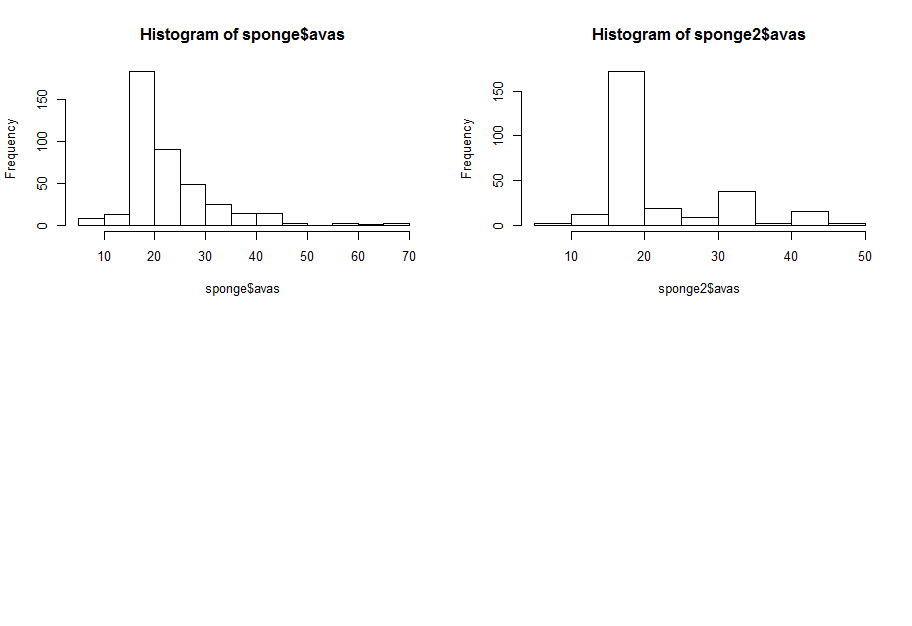 Histogram of sponge$avas
Frequency
0 50 100 150
10 20 30 40 50 60 70
sponge$avas
Histogram of sponge2$avas
Frequency
0 50 100 150
10 20 30 40 50
sponge2$avas